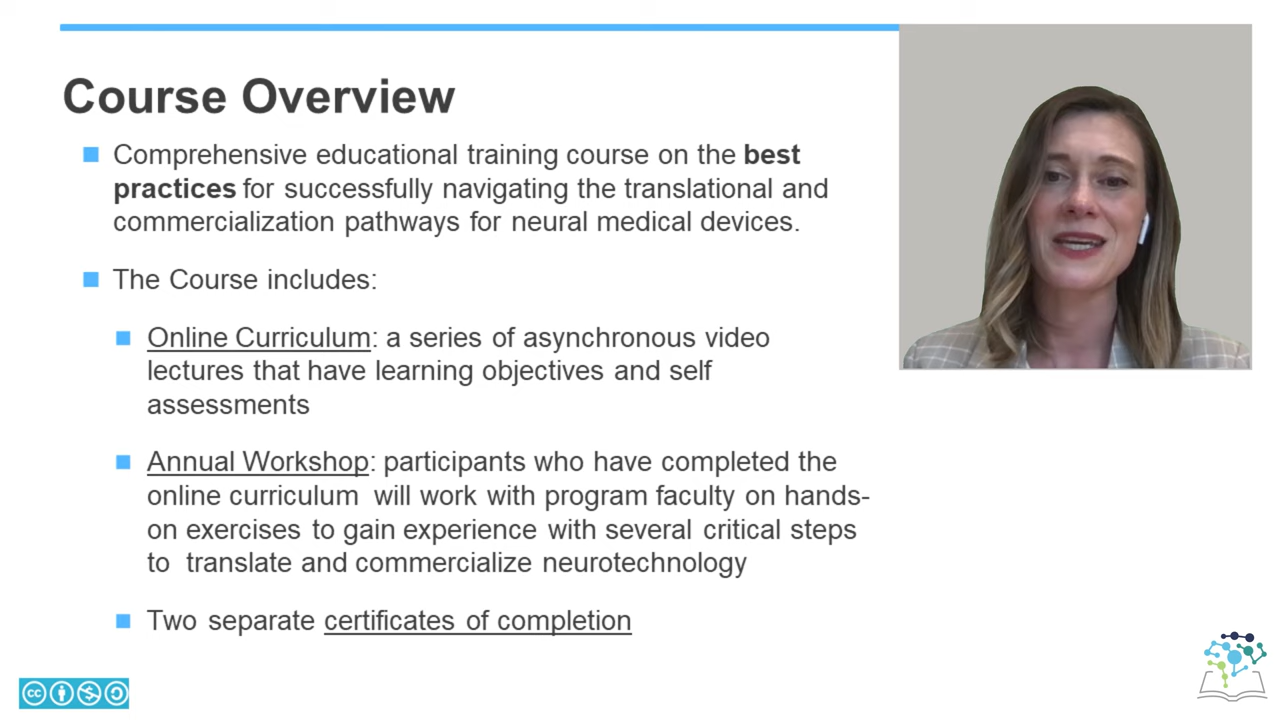 Course Overview
Comprehensive educational training course on the best
practices for successfully navigating the translational and
commercialization pathways for neural medical devices.
The Course includes:
Online Curriculum: a series of asynchronous video
lectures that have learning objectives and self
assessments
Annual Workshop: participants who have completed the
online curriculum will work with program faculty on hands-
on exercises to gain experience with several critical steps
to translate and commercialize neurotechnology
Two separate certificates of completion
cc